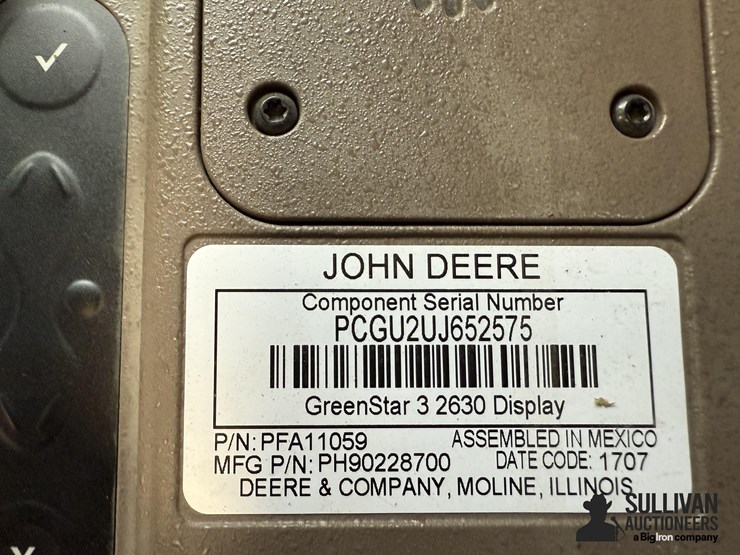 JOHN DEERE
Component Serial Number
PCGU2UJ652575
GreenStar 3 2630 Display
P/N: PFA11059 ASSEMBLED IN MEXICO
MFG P/N: PH90228700 DATE CODE: 1707
DEERE & COMPANY, MOLINE, ILLINOIS
SULLIVAN
AUCTIONEERS
a BigIron company